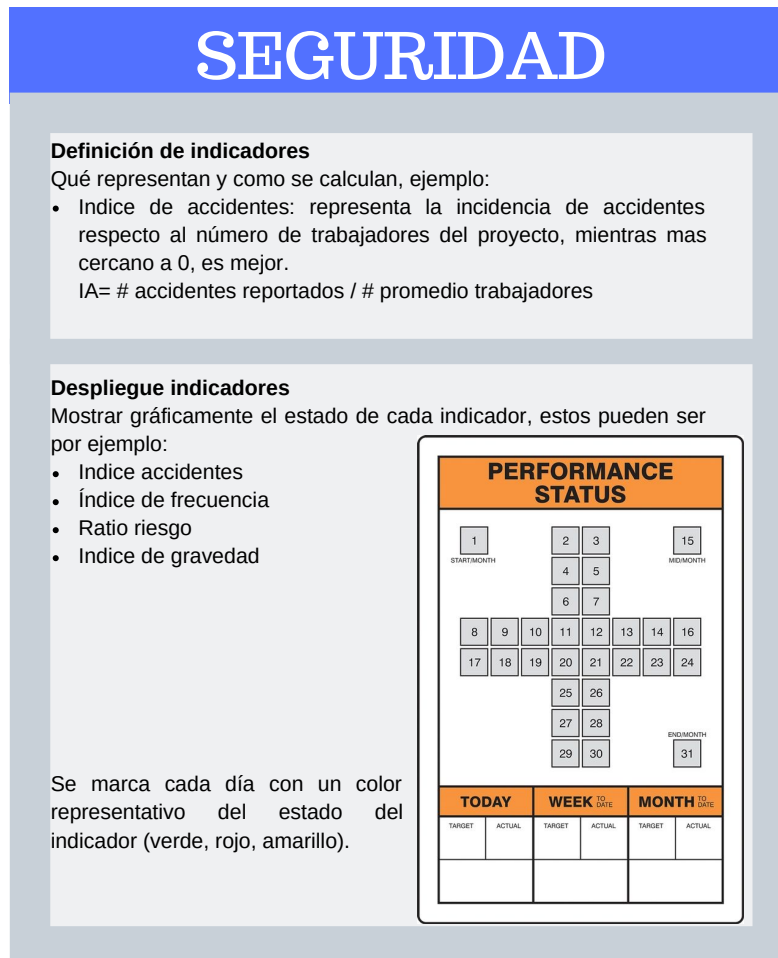 SEGURIDAD
Definición de indicadores
Qué representan y como se calculan, ejemplo:
• Indice de accidentes: representa la incidencia de accidentes
respecto al número de trabajadores del proyecto, mientras mas
cercano a 0, es mejor.
IA= # accidentes reportados / # promedio trabajadores
Despliegue indicadores
Mostrar gráficamente el estado de cada indicador, estos pueden ser
por ejemplo:
• Indice accidentes
• Índice de frecuencia
• Ratio riesgo
• Indice de gravedad
Se marca cada día con un color
representativo del estado del
indicador (verde, rojo, amarillo).
PERFORMANCE
STATUS
1 2 3 15
START/MONTH MID/MONTH
4 5
6 7
8 9 10 11 12 13 14 16
17 18 19 20 21 22 23 24
25 26
27 28
END/MONTH
29 30 31
TODAY WEEK TO DATE MONTH TO DATE
TARGET ACTUAL TARGET ACTUAL TARGET ACTUAL